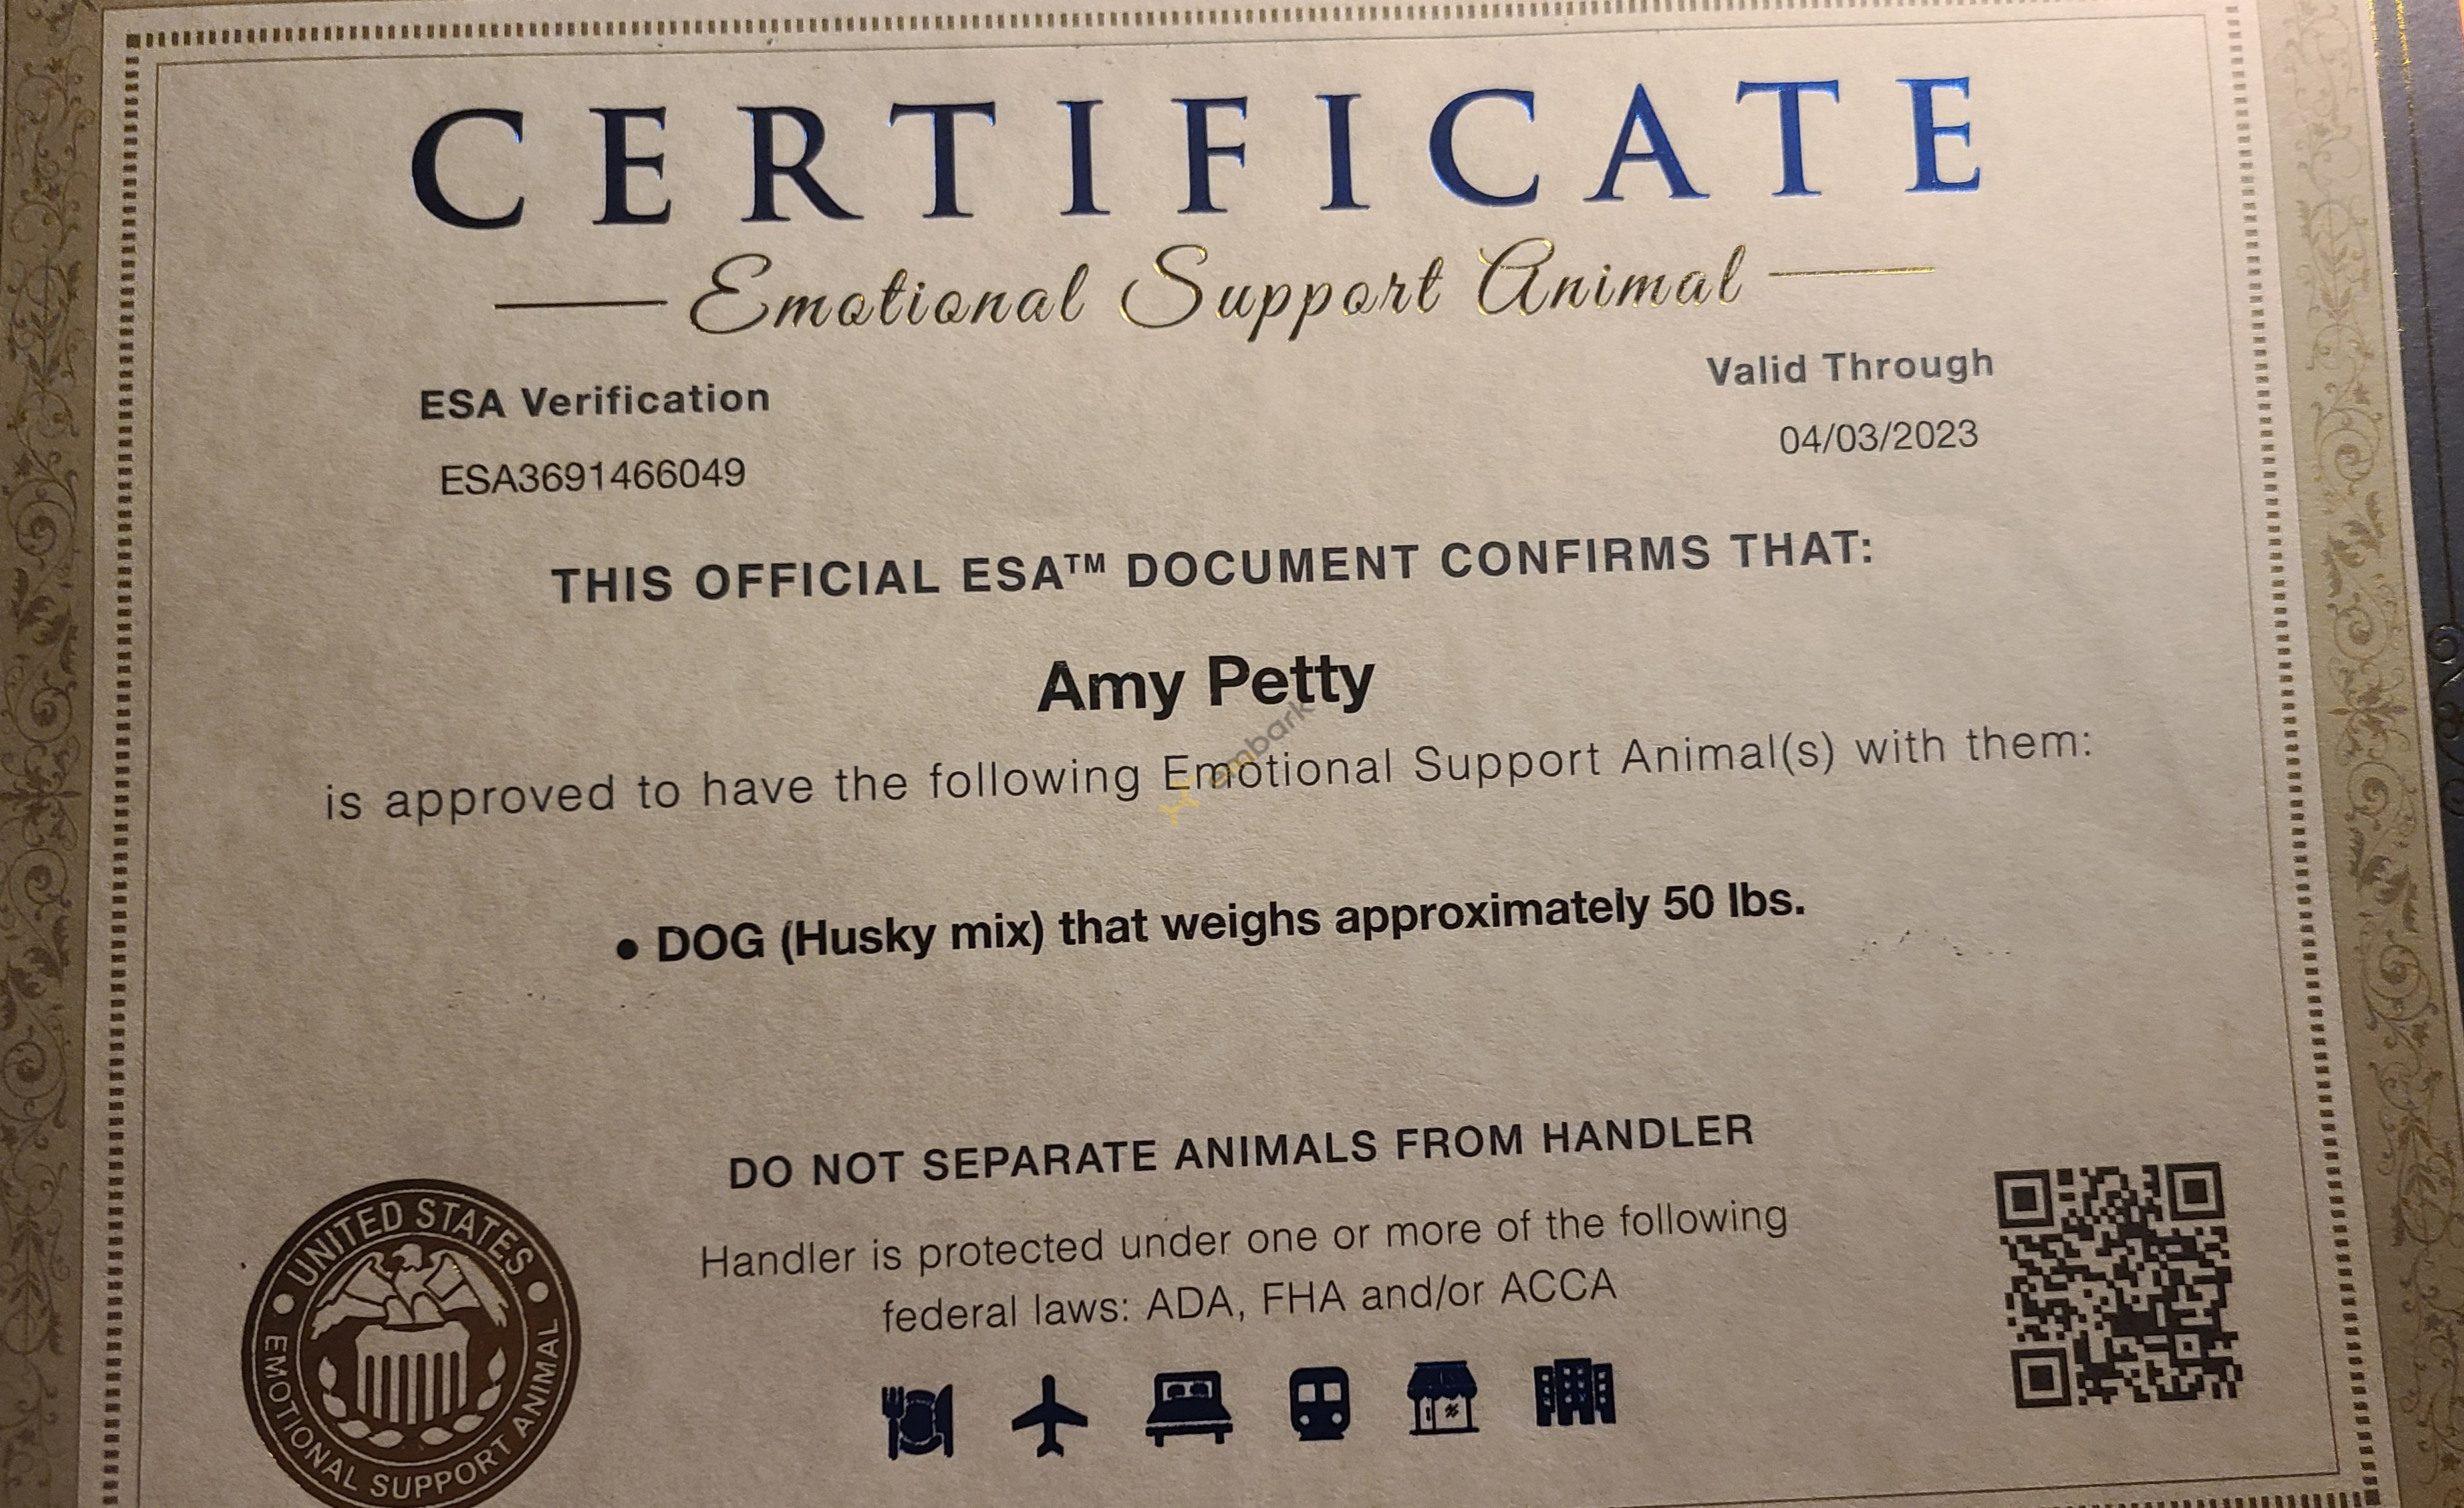 CERTIFICATE
Emotional Support Animal
ESA Verification
Valid Through
ESA3691466049
04/03/2023
THIS OFFICIAL ESA™ DOCUMENT CONFIRMS THAT:
Amy Petty
embark
is approved to have the following Emotional Support Animal(s) with them:
• DOG (Husky mix) that weighs approximately 50 lbs.
DO NOT SEPARATE ANIMALS FROM HANDLER
Handler is protected under one or more of the following
federal laws: ADA, FHA and/or ACCA
UNITED STATES
EMOTIONAL SUPPORT ANIMAL